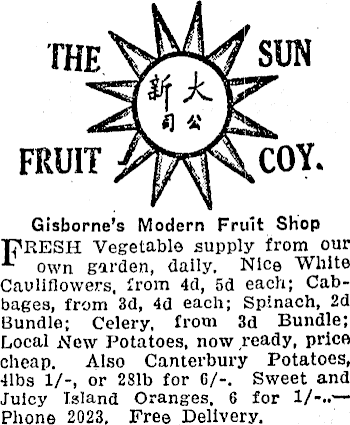 THE SUN
新 大
司 公
FRUIT COY.
Gisborne's Modern Fruit Shop
FRESH Vegetable supply from our
own garden, daily. Nice White
Cauliflowers, from 4d, 5d each; Cab-
bages, from 3d, 4d each; Spinach, 2d
Bundle; Celery, from 3d Bundle;
Local New Potatoes, now ready, price
cheap. Also Canterbury Potatoes,
4lbs 1/-, or 28lb for 6/-. Sweet and
Juicy Island Oranges, 6 for 1/-..—
Phone 2023. Free Delivery.